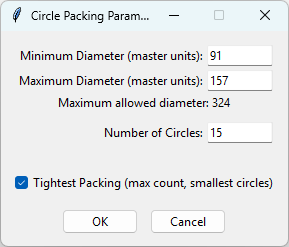 Circle Packing Param...
Minimum Diameter (master units): 91
Maximum Diameter (master units): 157
Maximum allowed diameter: 324
Number of Circles: 15
Tightest Packing (max count, smallest circles)
OK Cancel